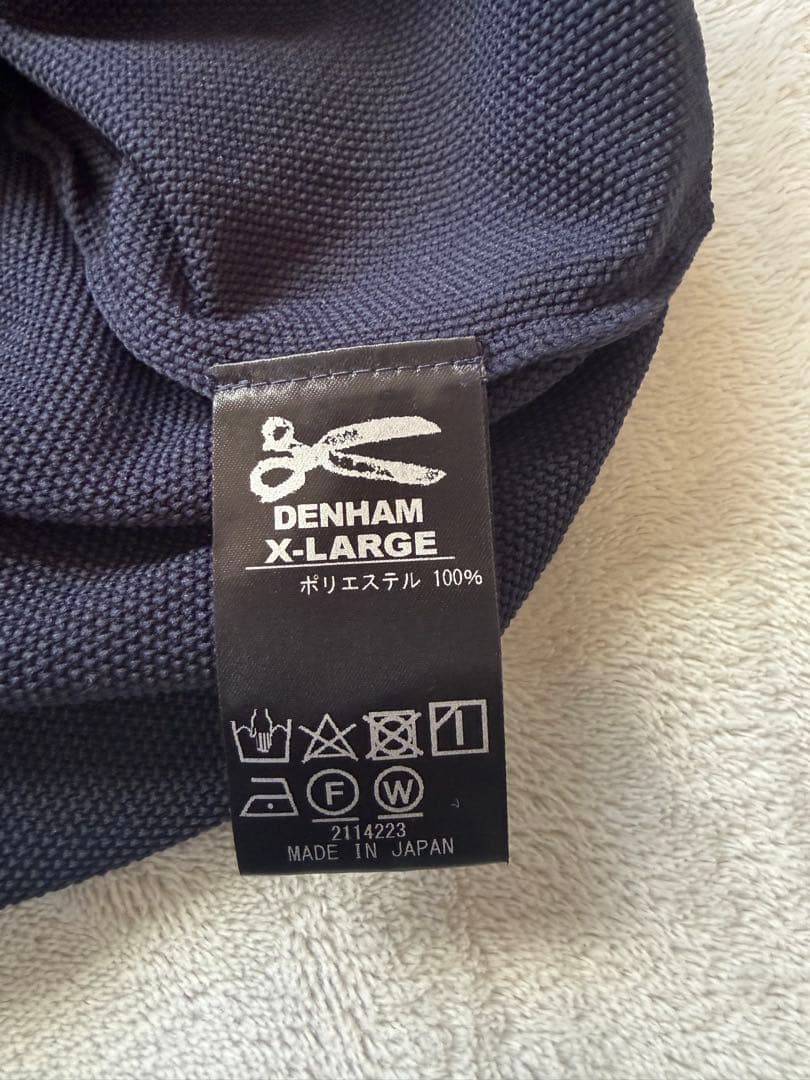 DENHAM
X-LARGE
ポリエステル 100%
F W
2114223
MADE IN JAPAN